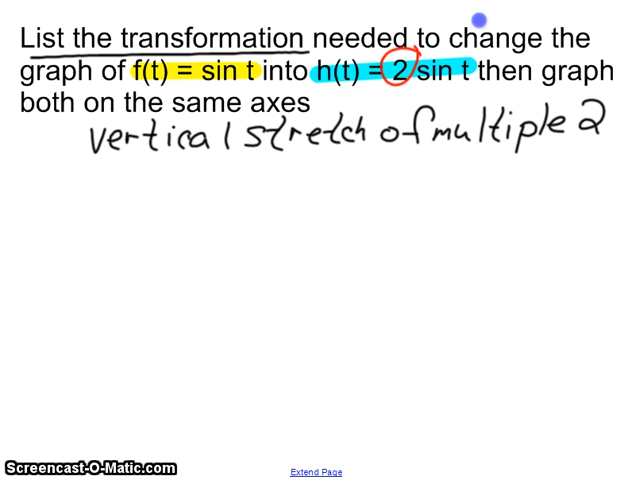 List the transformation needed to change the
graph of f(t) = sin t into h(t) = 2 sin t then graph
both on the same axes
vertical stretch of multiple 2
Screencast-O-Matic.com
Extend Page